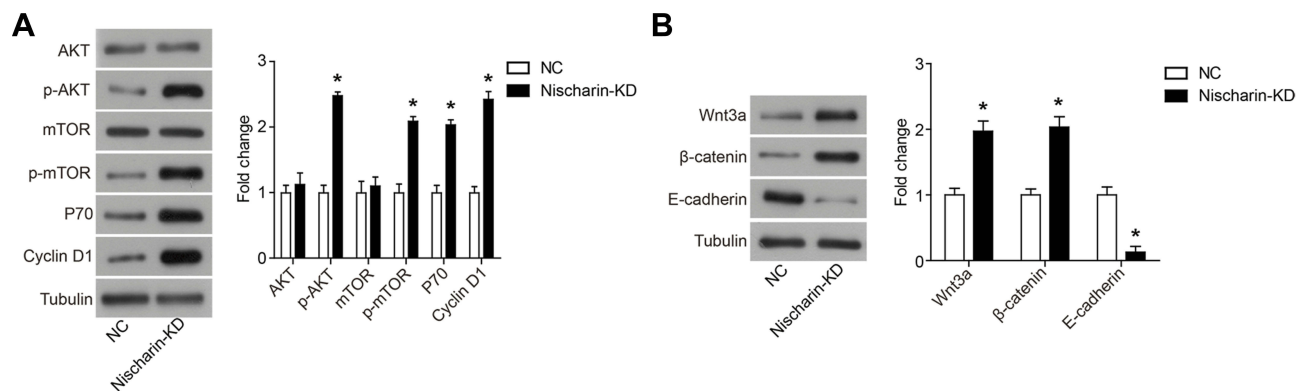 A
AKT
p-AKT
mTOR
p-mTOR
P70
Cyclin D1
Tubulin
NC
Nischarin-KD
Fold change
3
2
1
0
*
*
*
*
NC
Nischarin-KD
AKT
p-AKT
mTOR
p-mTOR
P70
Cyclin D1
B
Wnt3a
β-catenin
E-cadherin
Tubulin
NC
Nischarin-KD
Fold change
3
2
1
0
*
*
*
NC
Nischarin-KD
Wnt3a
β-catenin
E-cadherin